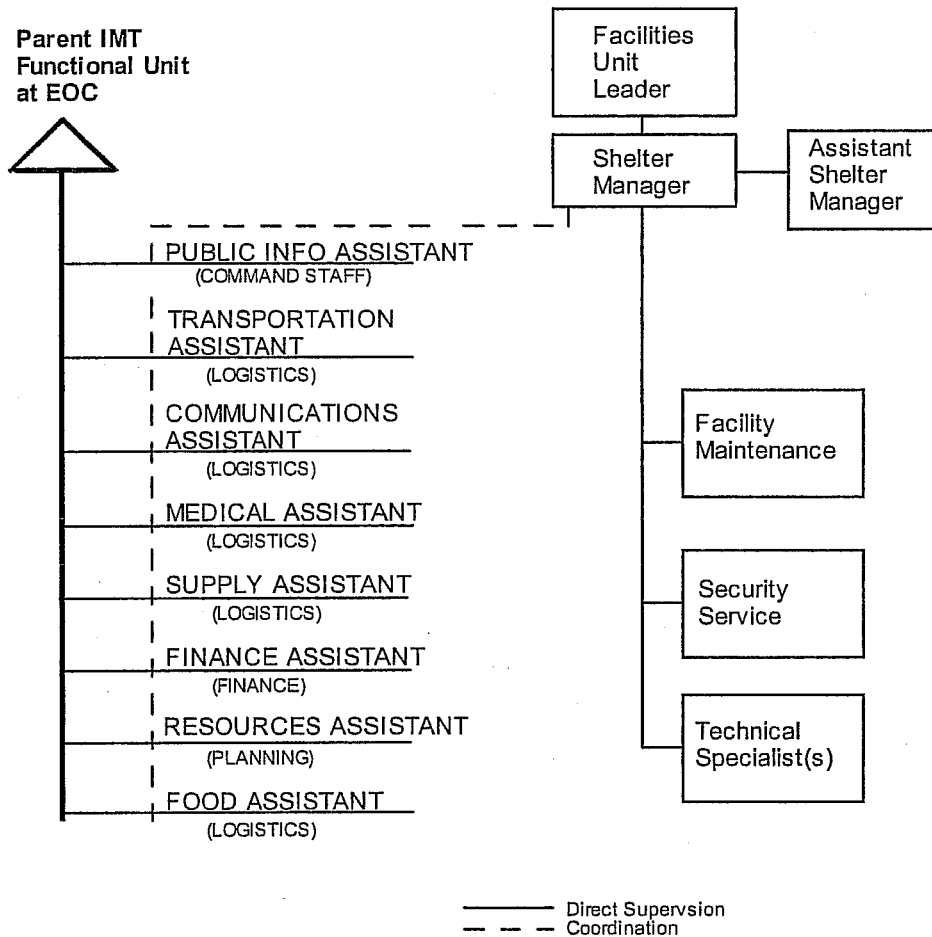 Parent IMT
Functional Unit
at EOC
Facilities
Unit
Leader
Shelter
Manager
Assistant
Shelter
Manager
PUBLIC INFO ASSISTANT
(COMMAND STAFF)
TRANSPORTATION
ASSISTANT
(LOGISTICS)
COMMUNICATIONS
ASSISTANT
(LOGISTICS)
MEDICAL ASSISTANT
(LOGISTICS)
SUPPLY ASSISTANT
(LOGISTICS)
FINANCE ASSISTANT
(FINANCE)
RESOURCES ASSISTANT
(PLANNING)
FOOD ASSISTANT
(LOGISTICS)
Facility
Maintenance
Security
Service
Technical
Specialist(s)
Direct Supervsion
Coordination